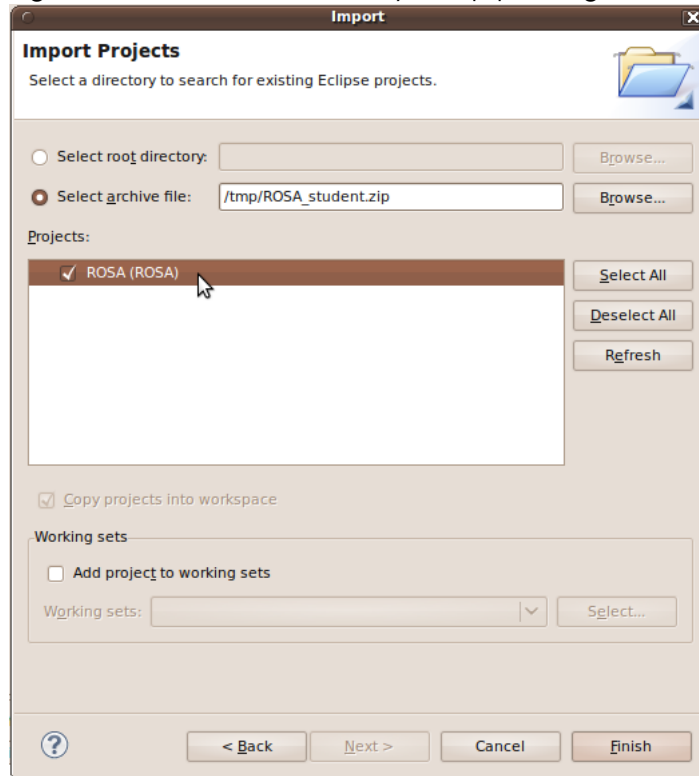 Import
Import Projects
Select a directory to search for existing Eclipse projects.
Select root directory:
Browse...
Select archive file:
/tmp/ROSA_student.zip
Browse...
Projects:
ROSA (ROSA)
Select All
Deselect All
Refresh
Copy projects into workspace
Working sets
Add project to working sets
Working sets:
Select...
?
< Back
Next >
Cancel
Finish